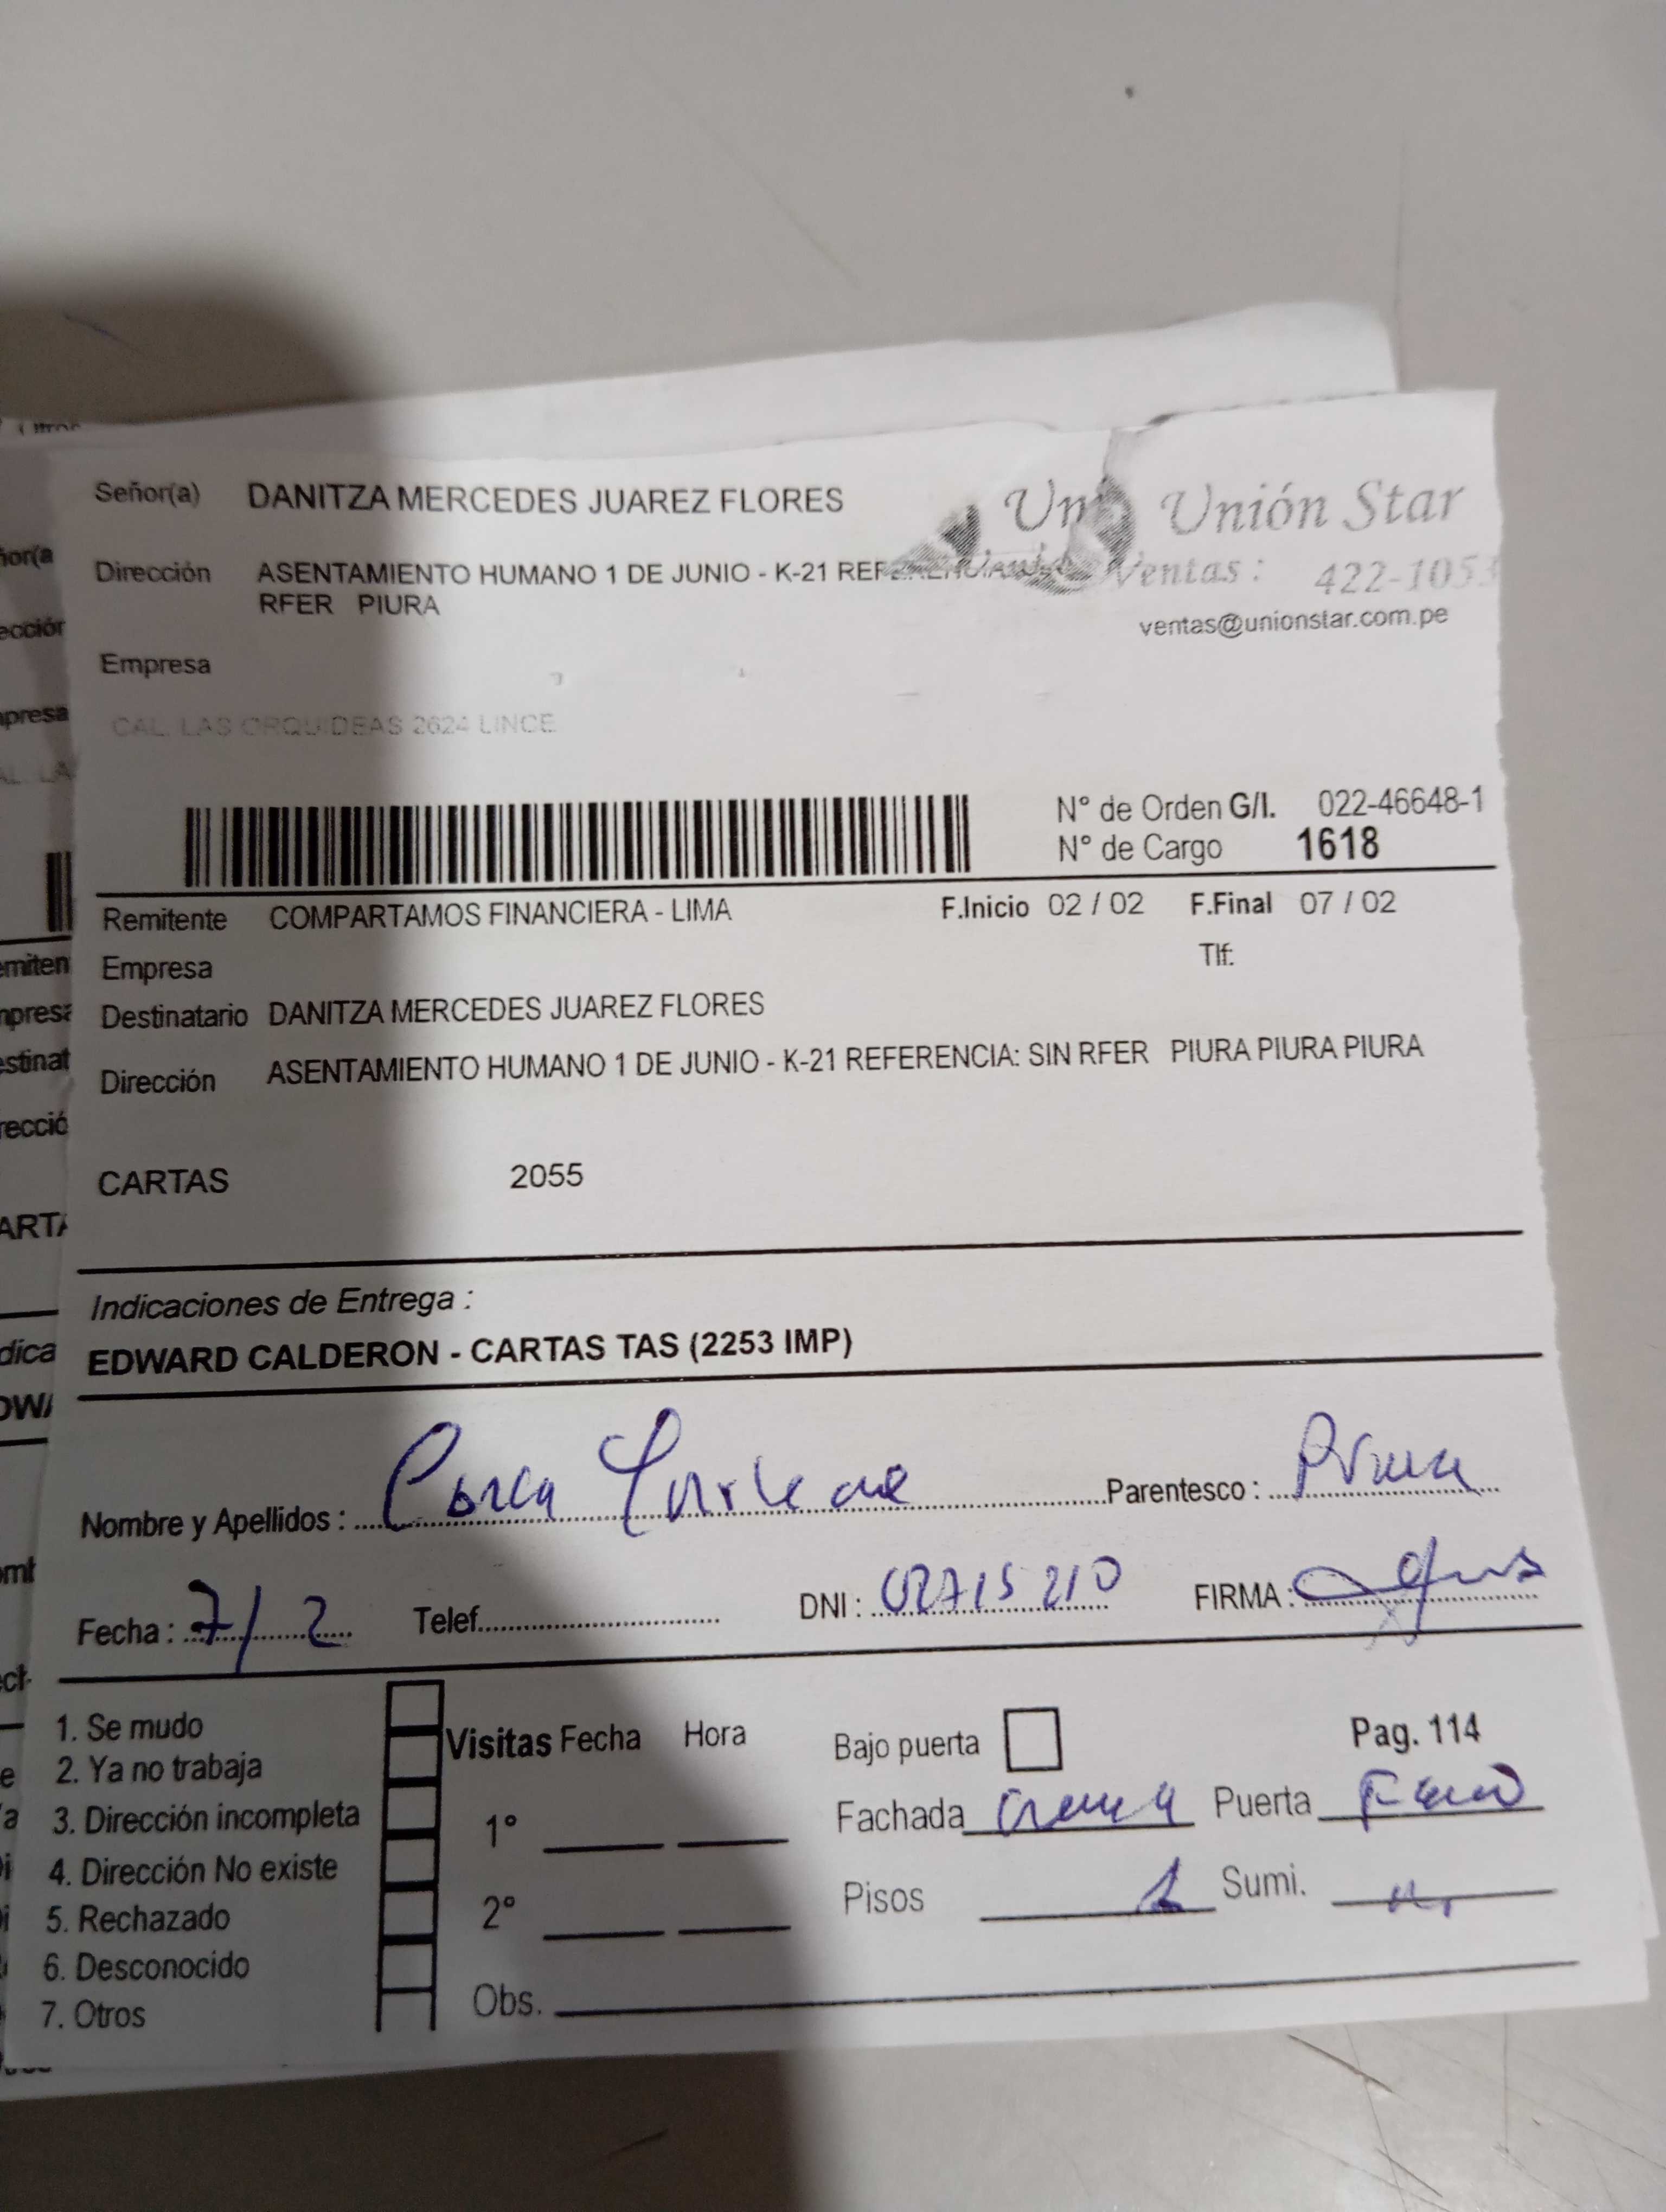 Señor(a) DANITZA MERCEDES JUAREZ FLORES
Unión Star
Dirección ASENTAMIENTO HUMANO 1 DE JUNIO - K-21
RFER PIURA
Ventas : 422-1053
ventas@unionstar.com.pe
Empresa
CAL. LAS ORQUIDEAS 2624 LINCE
N° de Orden G/I. 022-46648-1
N° de Cargo 1618
Remitente COMPARTAMOS FINANCIERA - LIMA F.Inicio 02 / 02 F.Final 07 / 02
Empresa Tlf:
Destinatario DANITZA MERCEDES JUAREZ FLORES
Dirección ASENTAMIENTO HUMANO 1 DE JUNIO - K-21 REFERENCIA: SIN RFER PIURA PIURA PIURA
CARTAS 2055
Indicaciones de Entrega :
EDWARD CALDERON - CARTAS TAS (2253 IMP)
Nombre y Apellidos : Parentesco :
Fecha : 7/2 Telef. DNI : 02715210 FIRMA :
1. Se mudo
2. Ya no trabaja
3. Dirección incompleta
4. Dirección No existe
5. Rechazado
6. Desconocido
7. Otros
Visitas Fecha Hora
1°
2°
Obs.
Bajo puerta Pag. 114
Fachada crema Puerta
Pisos 1 Sumi.